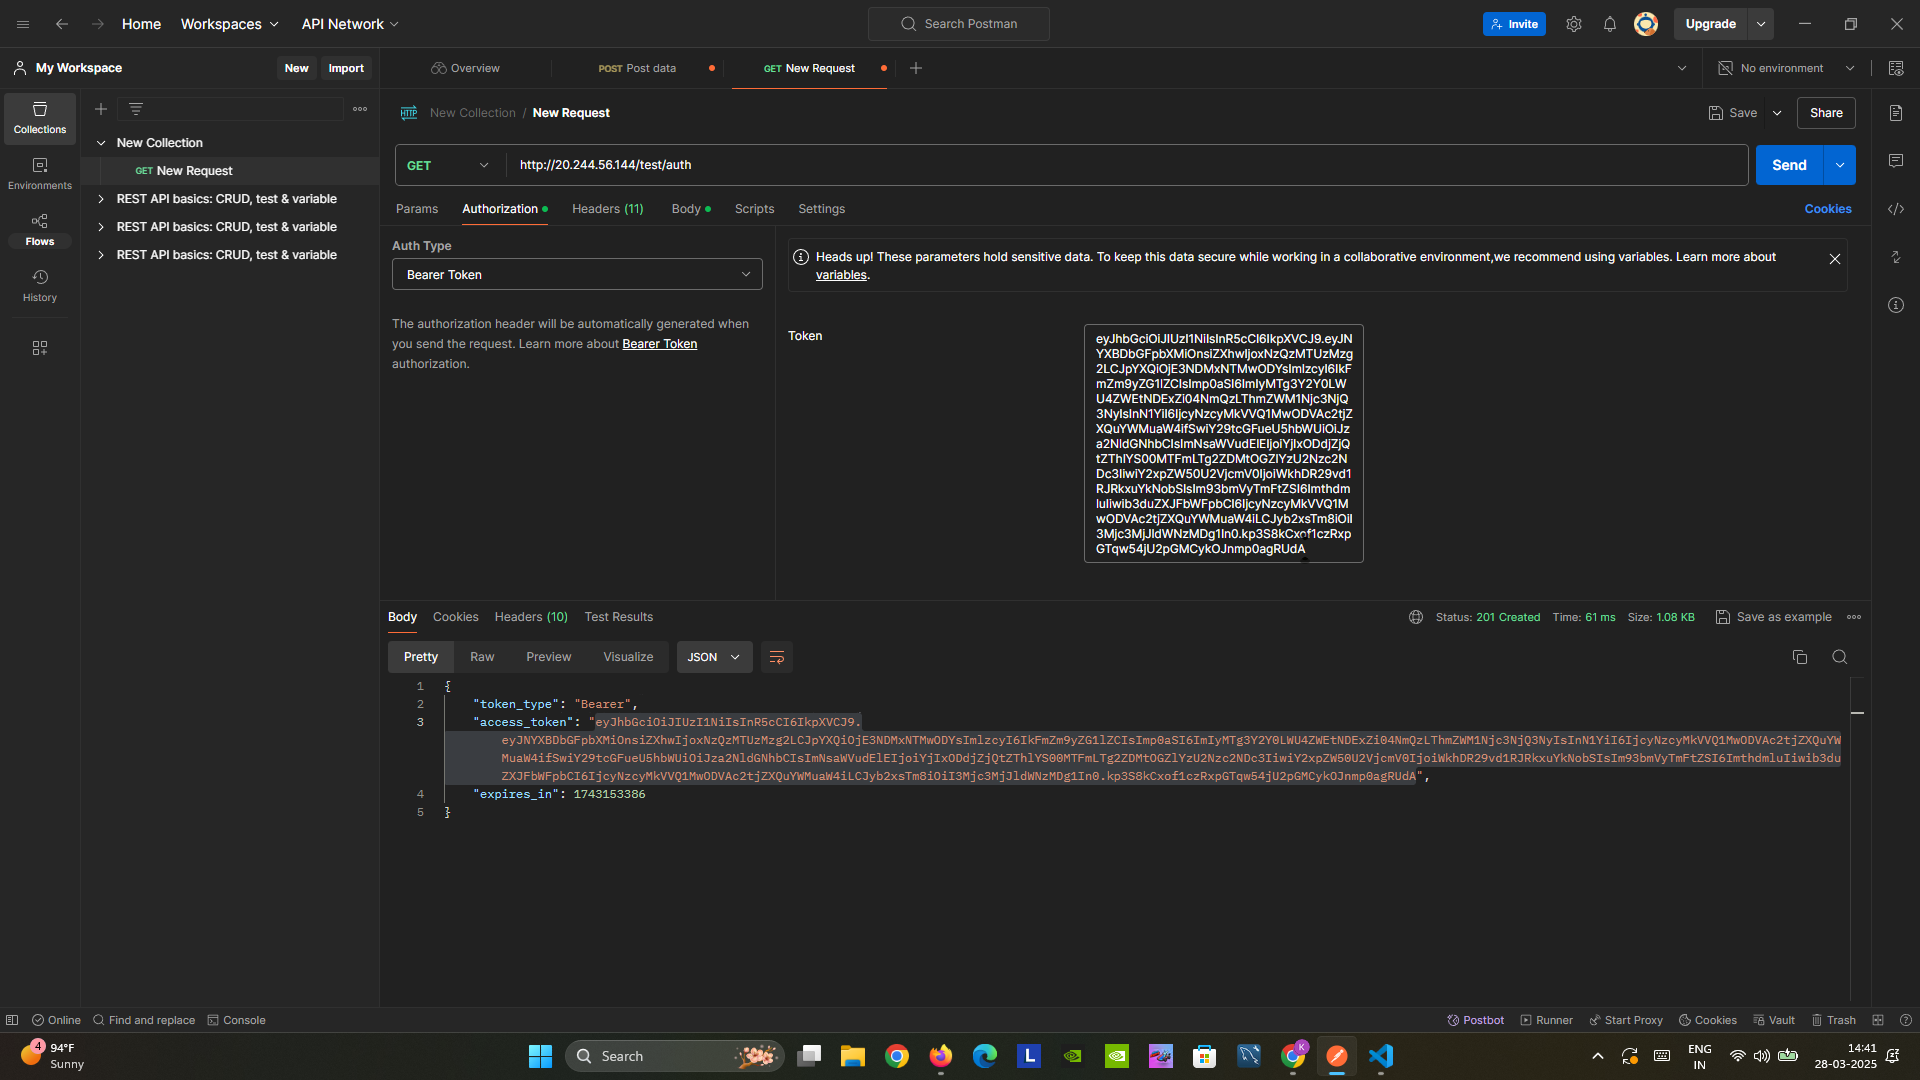 Home
Workspaces
API Network
Search Postman
Invite
Upgrade
My Workspace
New
Import
Overview
POST Post data
GET New Request
No environment
Collections
Environments
Flows
History
New Collection
GET New Request
REST API basics: CRUD, test & variable
REST API basics: CRUD, test & variable
REST API basics: CRUD, test & variable
HTTP
New Collection / New Request
Save
Share
GET
http://20.244.56.144/test/auth
Send
Params
Authorization
Headers (11)
Body
Scripts
Settings
Cookies
Auth Type
Bearer Token
The authorization header will be automatically generated when
you send the request. Learn more about Bearer Token
authorization.
Heads up! These parameters hold sensitive data. To keep this data secure while working in a collaborative environment,we recommend using variables. Learn more about
variables.
Token
Body
Cookies
Headers (10)
Test Results
Status: 201 Created
Time: 61 ms
Size: 1.08 KB
Save as example
Pretty
Raw
Preview
Visualize
JSON
1 {
2 "token_type": "Bearer",
3 "access_token":
4 "expires_in": 1743153386
5 }
Online
Find and replace
Console
Postbot
Runner
Start Proxy
Cookies
Vault
Trash
4
94°F
Sunny
Search
L
K
ENG
IN
14:41
28-03-2025